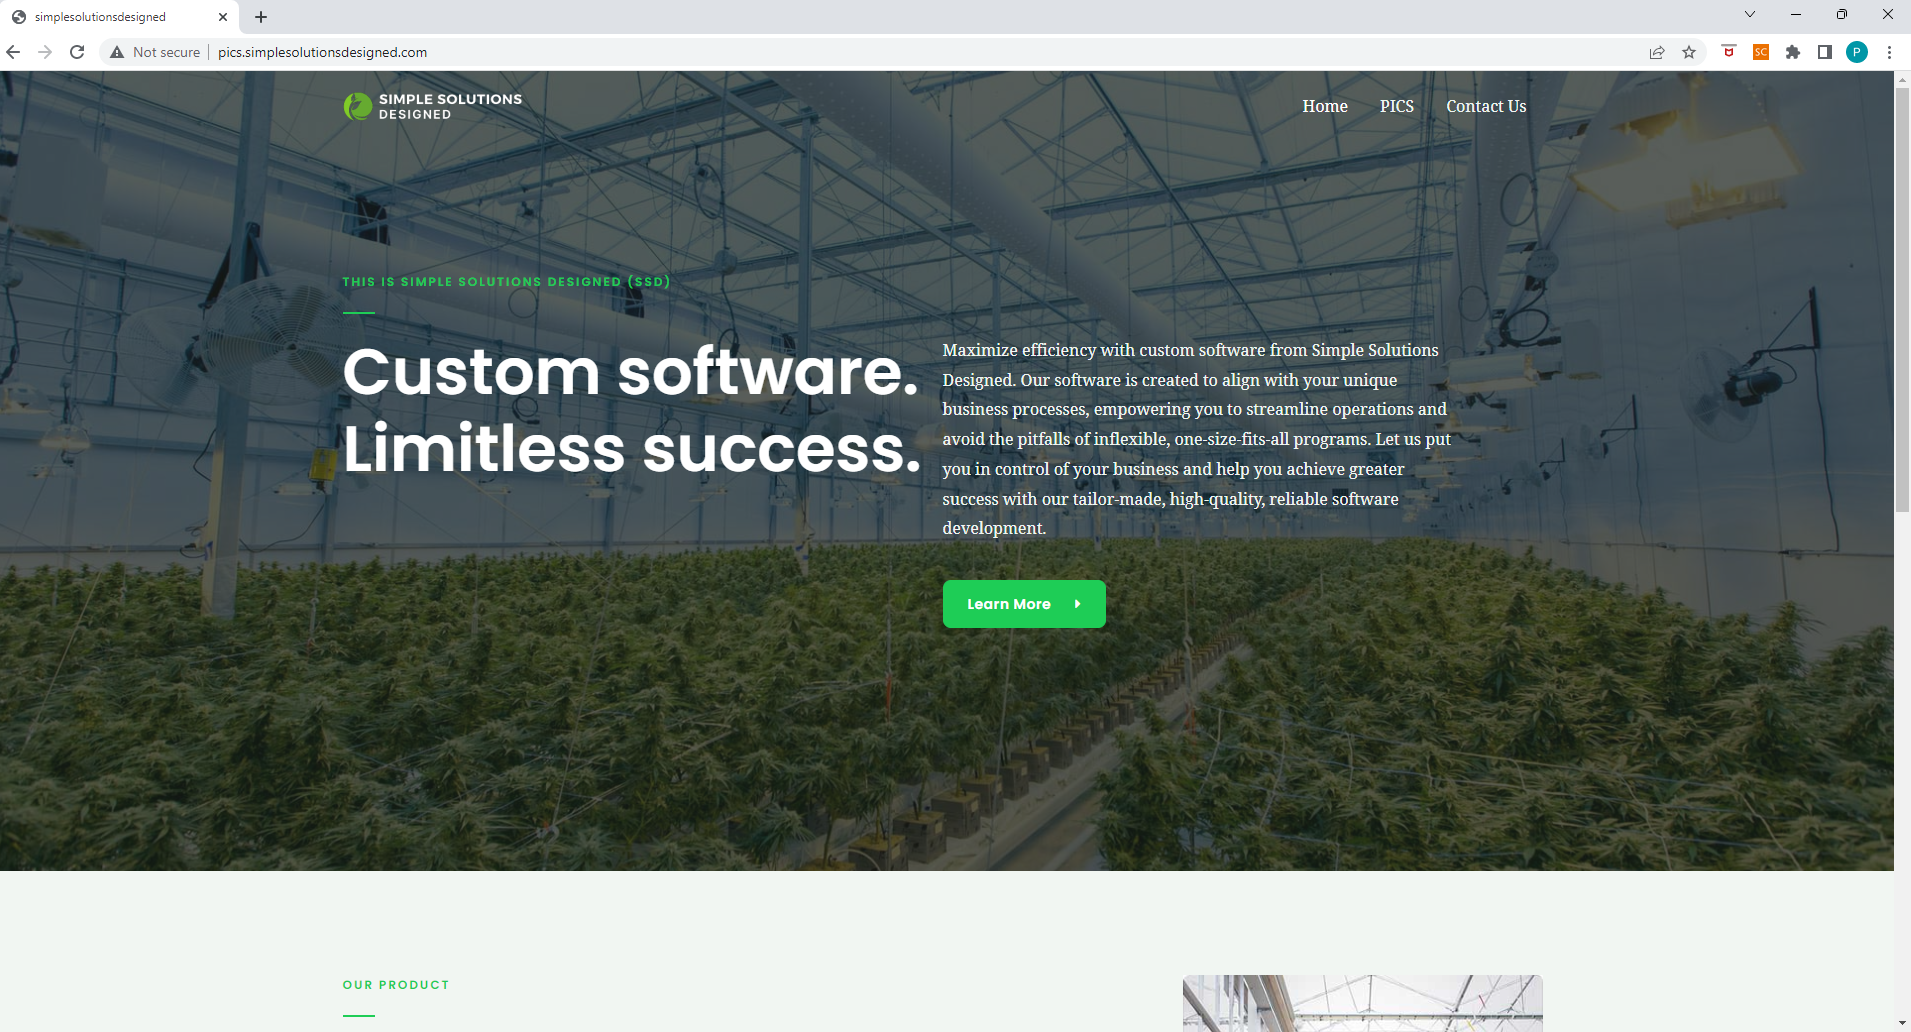 simplesolutionsdesigned
Not secure
pics.simplesolutionsdesigned.com
SC
P
SIMPLE SOLUTIONS
DESIGNED
Home
PICS
Contact Us
THIS IS SIMPLE SOLUTIONS DESIGNED (SSD)
Custom software.
Limitless success.
Maximize efficiency with custom software from Simple Solutions
Designed. Our software is created to align with your unique
business processes, empowering you to streamline operations and
avoid the pitfalls of inflexible, one-size-fits-all programs. Let us put
you in control of your business and help you achieve greater
success with our tailor-made, high-quality, reliable software
development.
Learn More
OUR PRODUCT